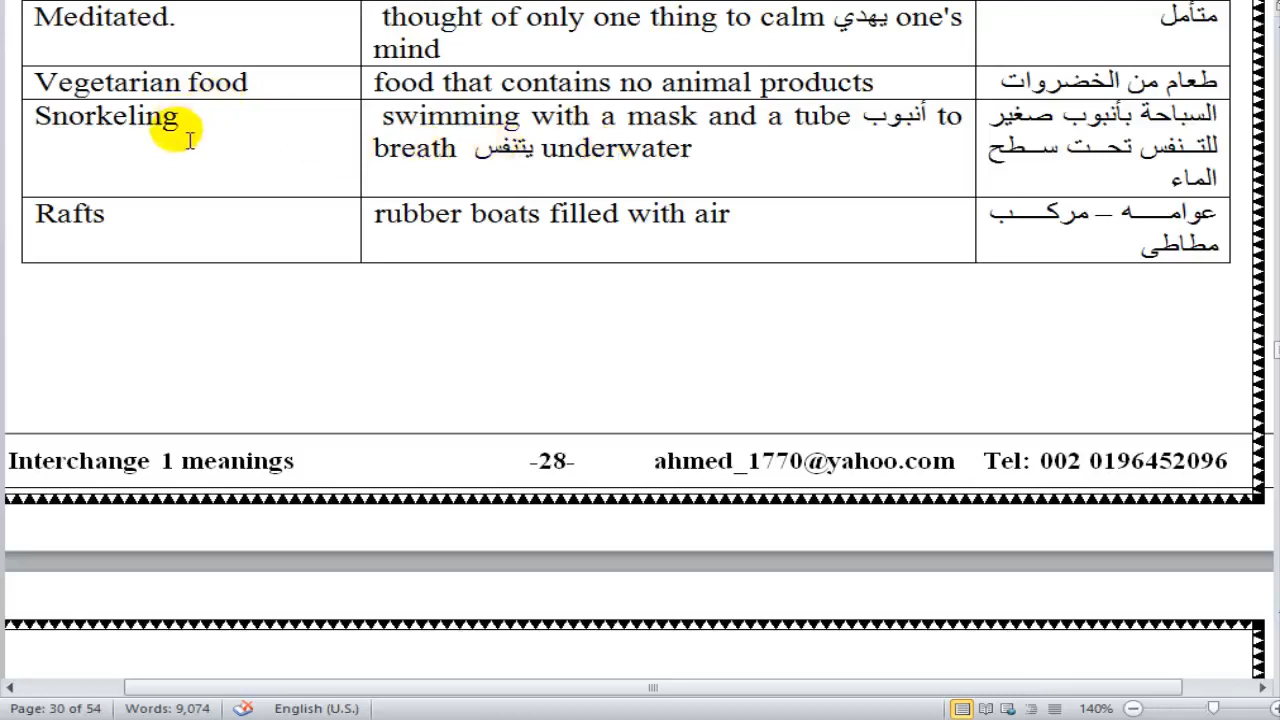 Meditated. thought of only one thing to calm يهدي one's متأمل
mind
Vegetarian food food that contains no animal products طعام من الخضروات
Snorkeling swimming with a mask and a tube أنبوب to السباحة بأنبوب صغير
breath يتنفس underwater للتنفس تحت سطح
الماء
Rafts rubber boats filled with air عوامه – مركب
مطاطى
Interchange 1 meanings -28- ahmed_1770@yahoo.com Tel: 002 0196452096
Page: 30 of 54 Words: 9,074 English (U.S.) 140%